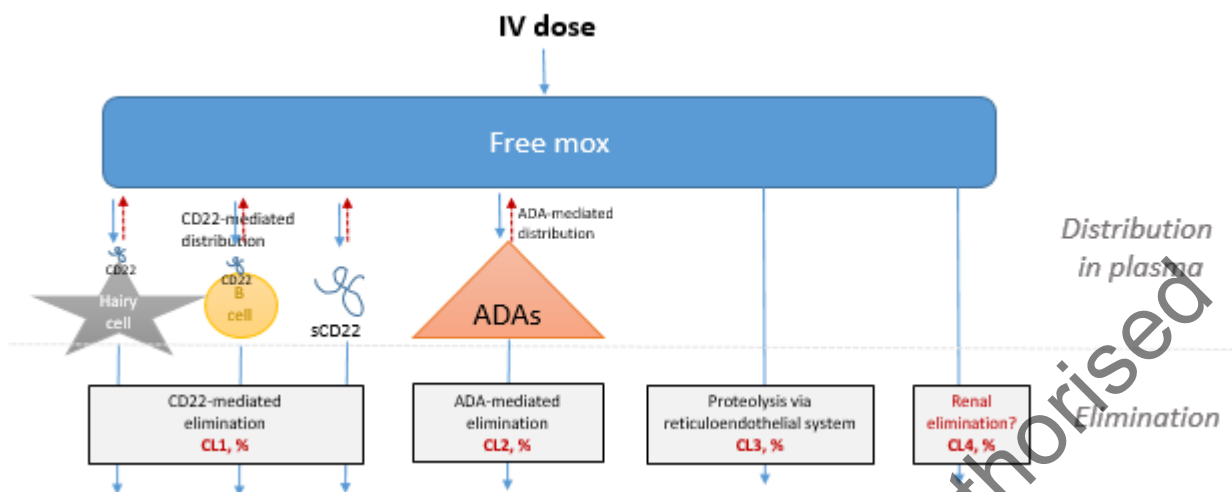 IV dose
Free mox
CD22-mediated
distribution
ADA-mediated
distribution
CD22
CD22
Hairy
cell
B
cell
sCD22
ADAs
Distribution
in plasma
CD22-mediated
elimination
CL1, %
ADA-mediated
elimination
CL2, %
Proteolysis via
reticuloendothelial system
CL3, %
Renal
elimination?
CL4, %
Elimination
thorised